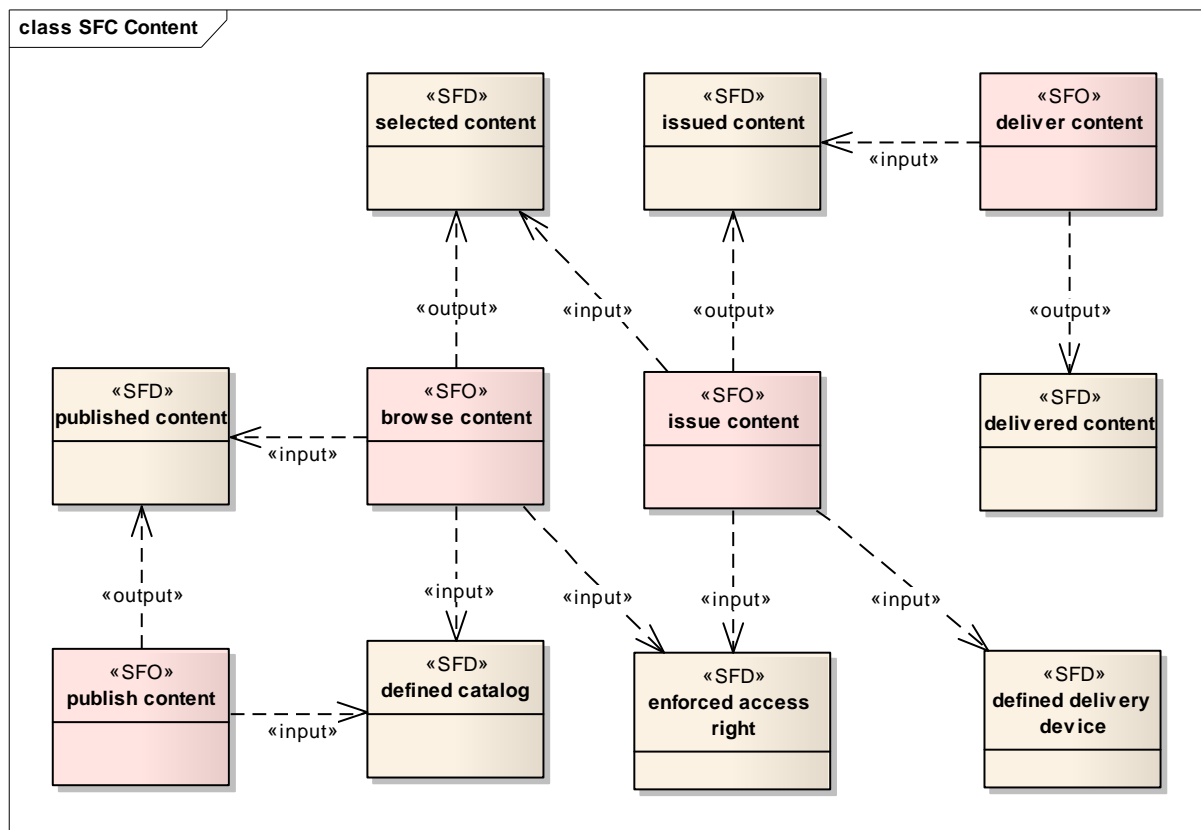 class SFC Content
«SFD»
selected content
«SFD»
issued content
«SFO»
deliver content
«input»
«output»
«input»
«output»
«output»
«SFD»
published content
«SFO»
browse content
«SFO»
issue content
«SFD»
delivered content
«input»
«output»
«input»
«input»
«input»
«input»
«SFO»
publish content
«input»
«SFD»
defined catalog
«SFD»
enforced access
right
«SFD»
defined delivery
device